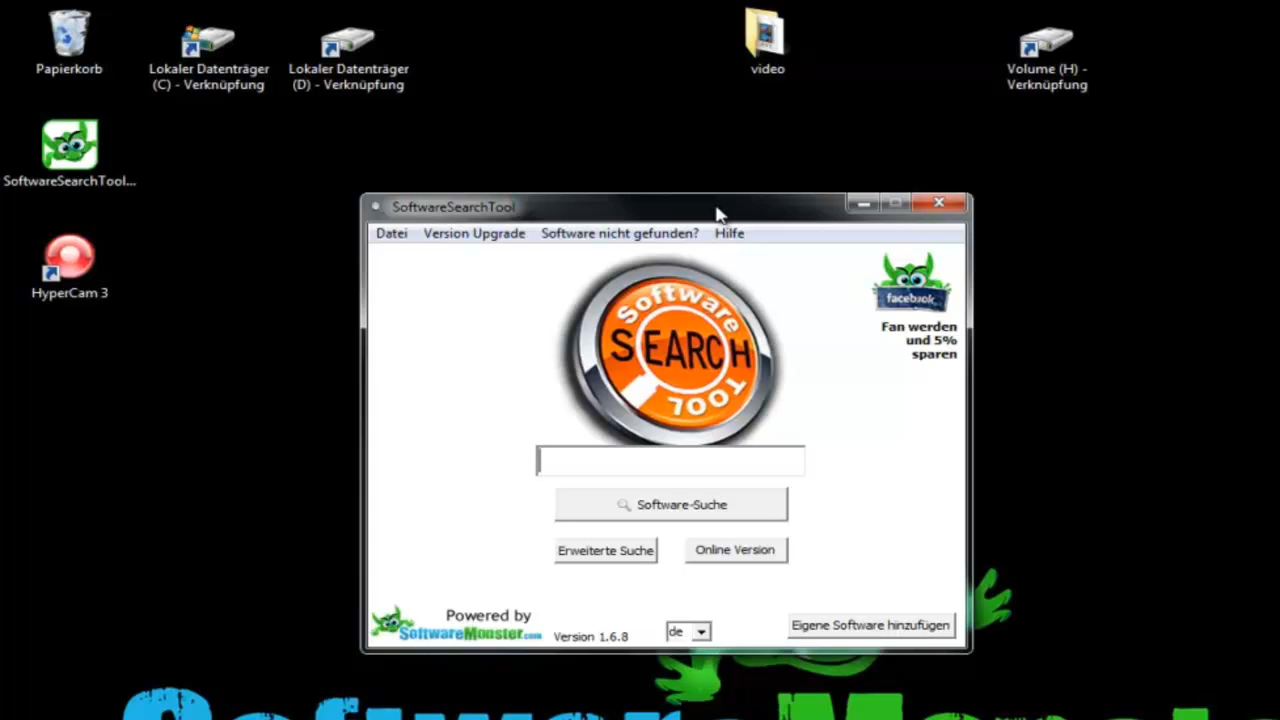 Papierkorb
Lokaler Datenträger
(C) - Verknüpfung
Lokaler Datenträger
(D) - Verknüpfung
video
Volume (H) -
Verknüpfung
SoftwareSearchTool...
HyperCam 3
SoftwareSearchTool
Datei Version Upgrade Software nicht gefunden? Hilfe
Software
SEARCH
TOOL
facebook
Fan werden
und 5%
sparen
Software-Suche
Erweiterte Suche
Online Version
Powered by
SoftwareMonster.com
Version 1.6.8
de
Eigene Software hinzufügen